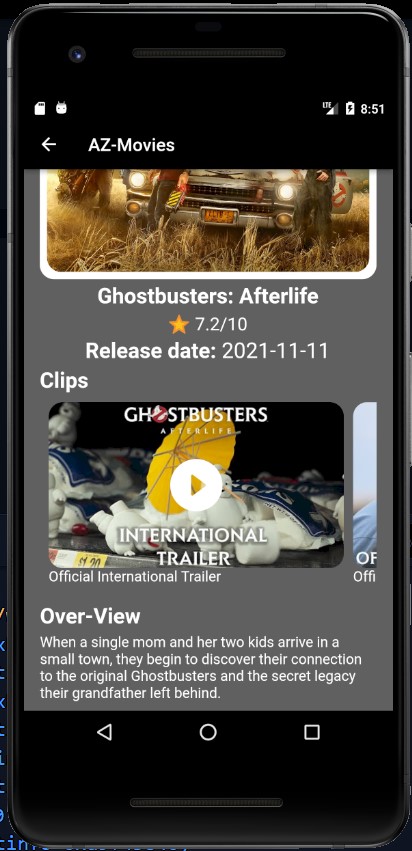 LTE 8:51
AZ-Movies
Ghostbusters: Afterlife
7.2/10
Release date: 2021-11-11
Clips
GHOSTBUSTERS
AFTERLIFE
INTERNATIONAL
TRAILER
OF
Official International Trailer
Offi
Over-View
When a single mom and her two kids arrive in a
small town, they begin to discover their connection
to the original Ghostbusters and the secret legacy
their grandfather left behind.